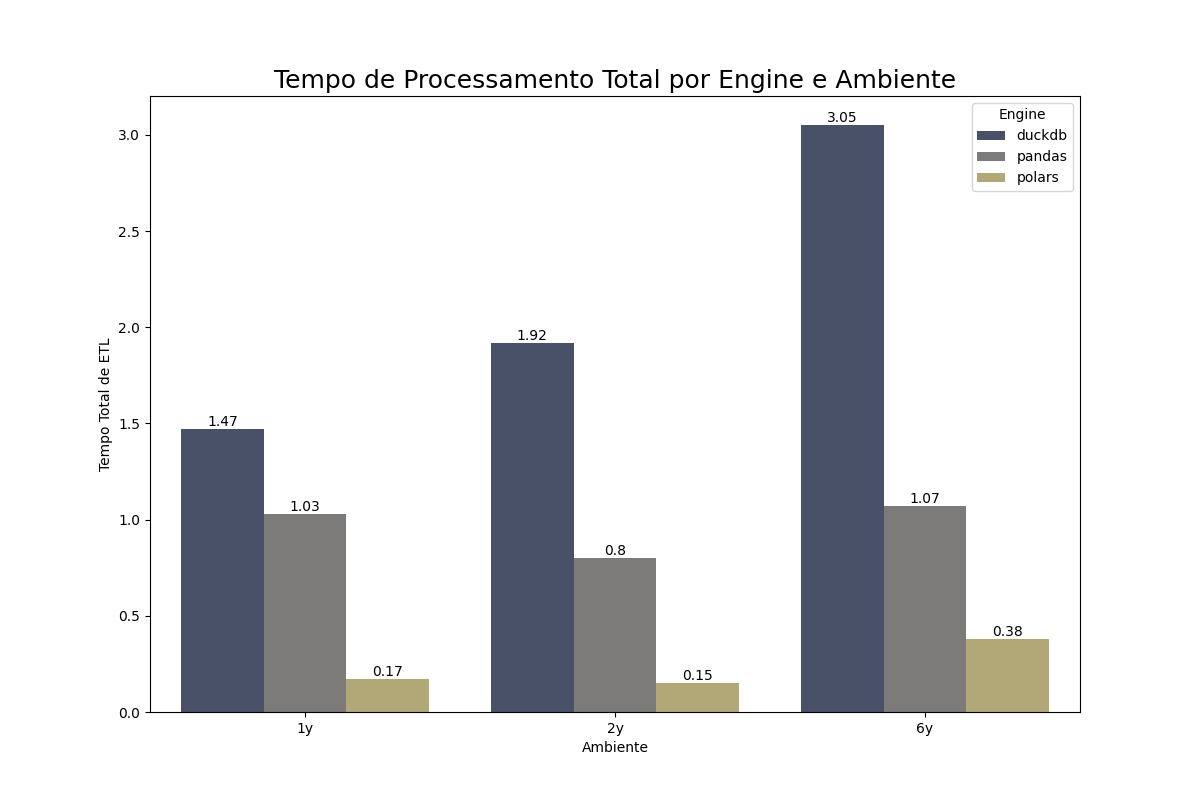 Tempo de Processamento Total por Engine e Ambiente
Engine
duckdb
pandas
polars
Tempo Total de ETL
3.0
2.5
2.0
1.5
1.0
0.5
0.0
1.47
1.03
0.17
1.92
0.8
0.15
3.05
1.07
0.38
1y
2y
6y
Ambiente